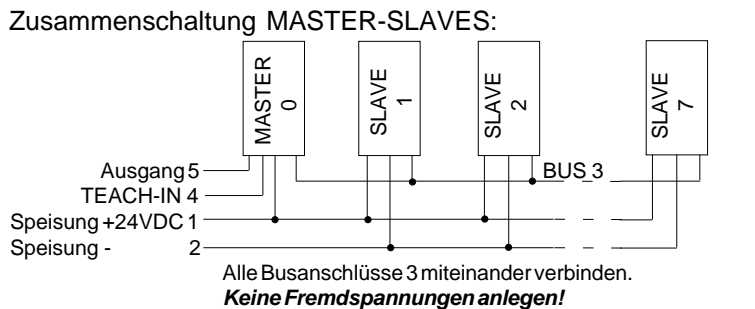 Zusammenschaltung MASTER-SLAVES:
MASTER
0
SLAVE
1
SLAVE
2
SLAVE
7
Ausgang 5
BUS 3
TEACH-IN 4
Speisung +24VDC 1
Speisung - 2
Alle Busanschlüsse 3 miteinander verbinden.
Keine Fremdspannungen anlegen!